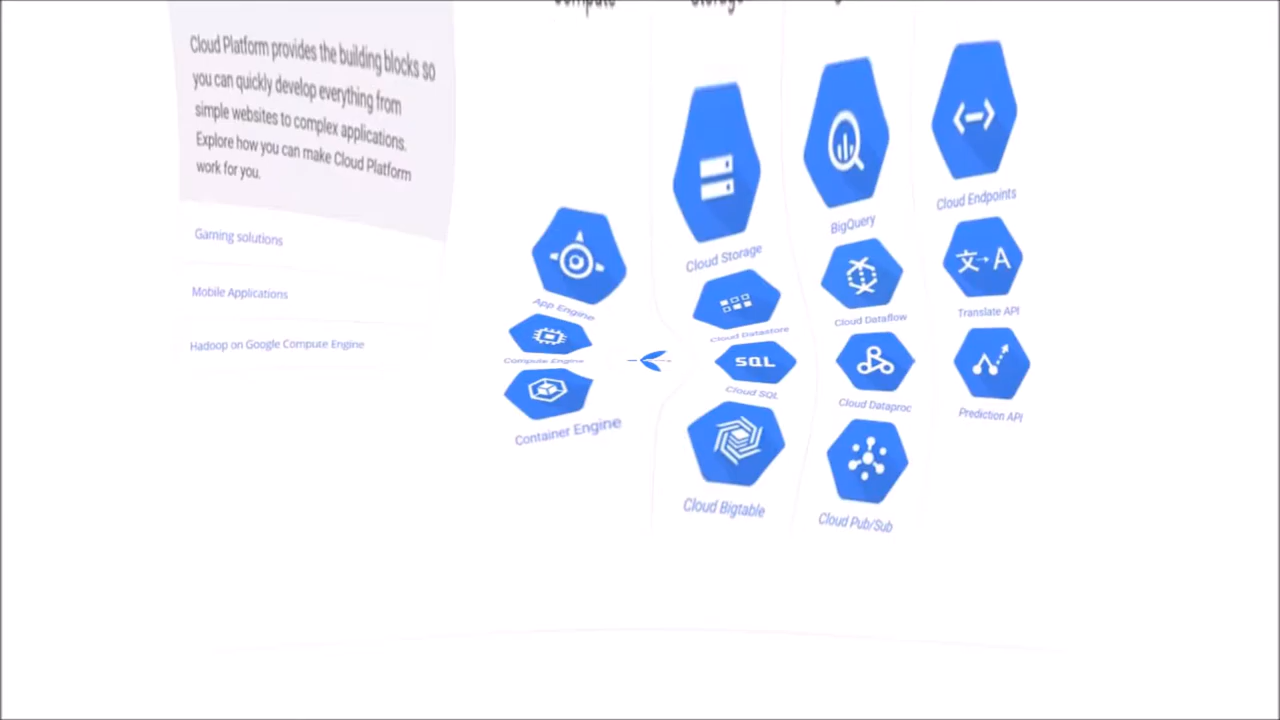 Compute
Storage
Cloud Platform provides the building blocks so
you can quickly develop everything from
simple websites to complex applications.
Explore how you can make Cloud Platform
work for you.
Gaming solutions
Mobile Applications
Hadoop on Google Compute Engine
App Engine
Compute Engine
Container Engine
Cloud Storage
Cloud Datastore
SQL
Cloud SQL
Cloud Bigtable
BigQuery
Cloud Dataflow
Cloud Dataproc
Cloud Pub/Sub
Cloud Endpoints
文→A
Translate API
Prediction API